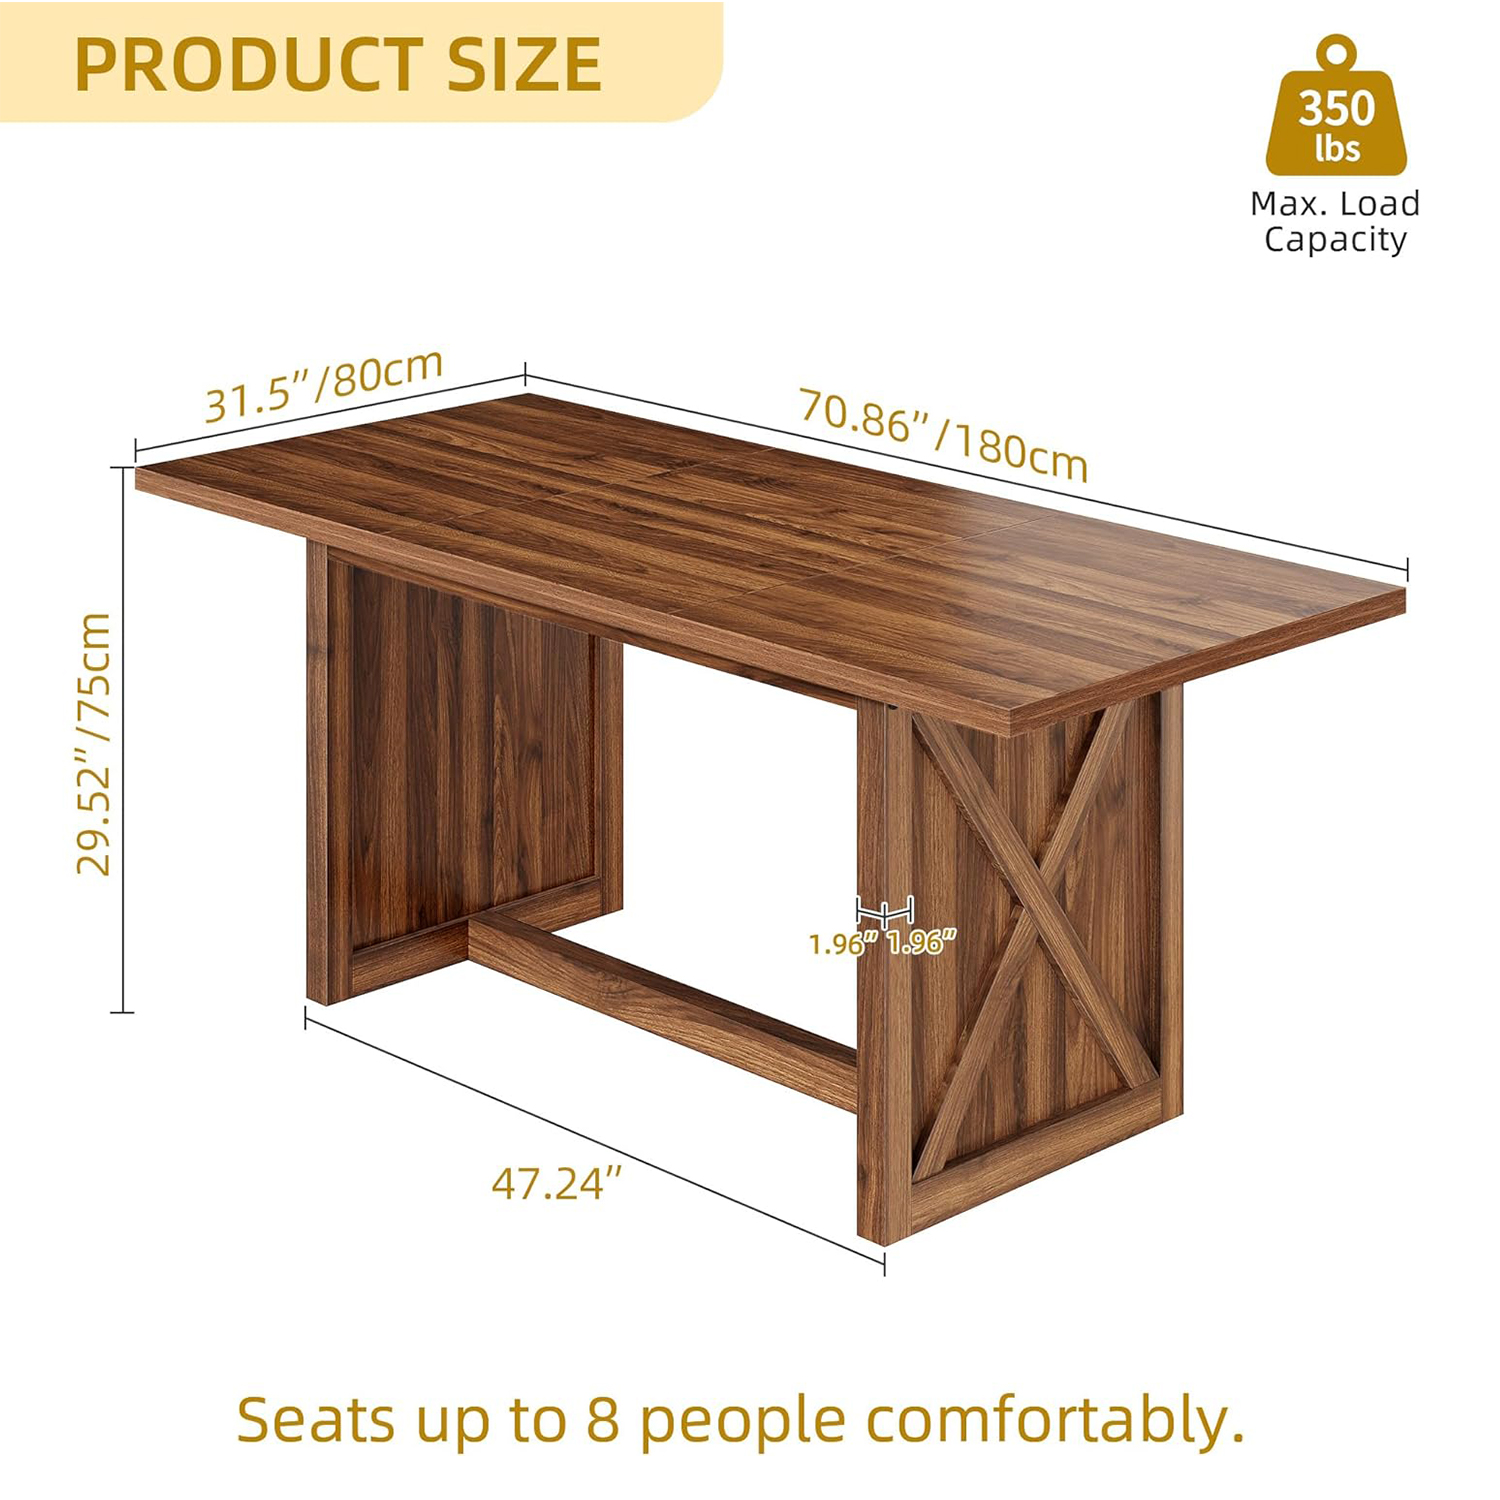 PRODUCT SIZE
350
lbs
Max. Load
Capacity
31.5"/80cm
70.86"/180cm
29.52"/75cm
1.96" 1.96"
47.24"
Seats up to 8 people comfortably.